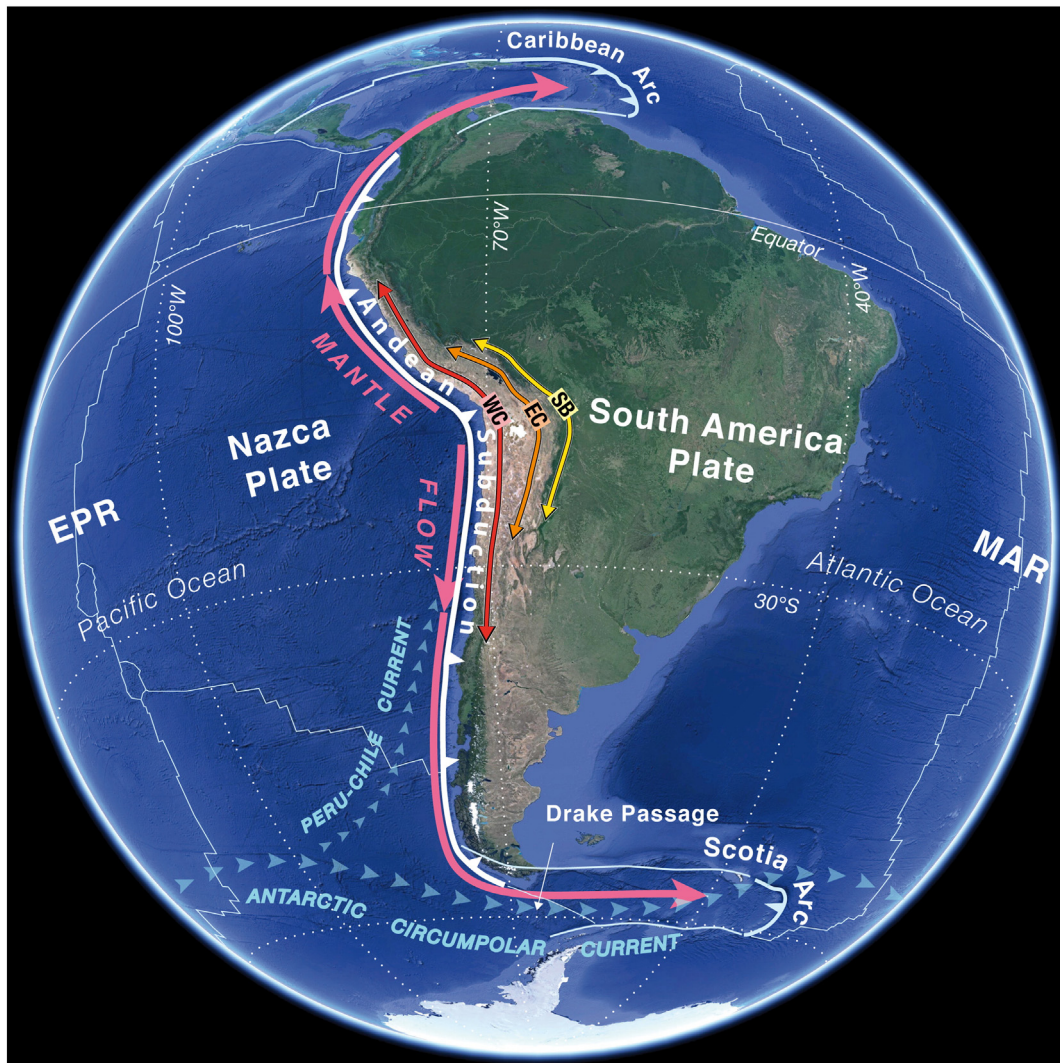 Caribbean Arc
70°W
Equator
40°W
100°W
Andean
Subduction
MANTLE
FLOW
WC
EC
SB
South America
Plate
Nazca
Plate
EPR
MAR
Pacific Ocean
Atlantic Ocean
30°S
PERU-CHILE CURRENT
Drake Passage
Scotia Arc
ANTARCTIC CIRCUMPOLAR CURRENT